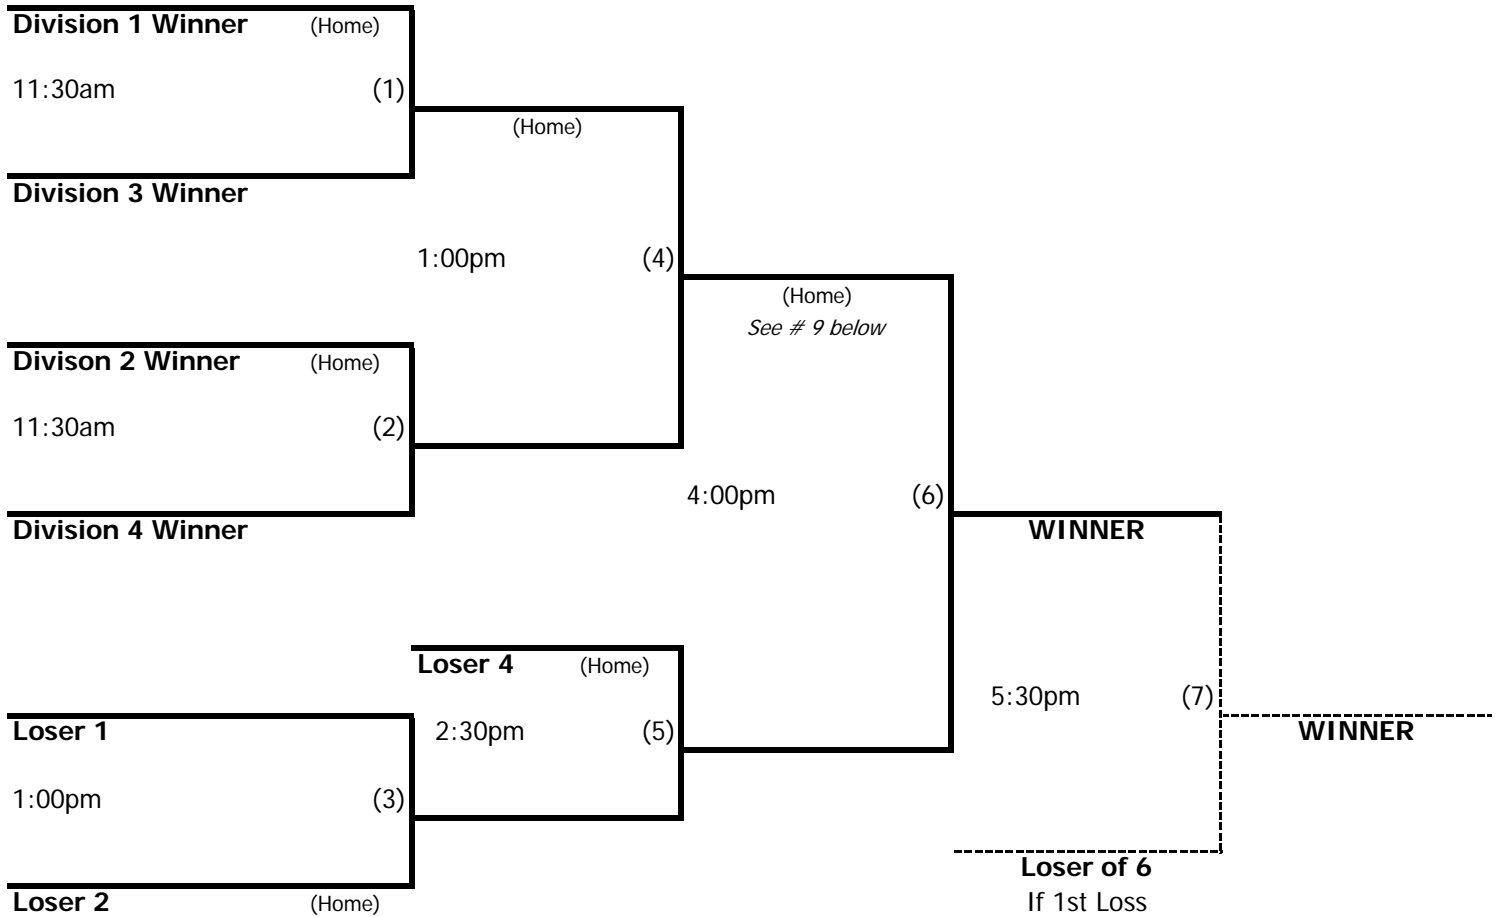 Division 1 Winner (Home)
11:30am (1)
(Home)
Division 3 Winner
1:00pm (4)
(Home)
See # 9 below
Divison 2 Winner (Home)
11:30am (2)
4:00pm (6)
Division 4 Winner
WINNER
Loser 4 (Home)
5:30pm (7)
Loser 1
2:30pm (5)
WINNER
1:00pm (3)
Loser of 6
If 1st Loss
Loser 2 (Home)